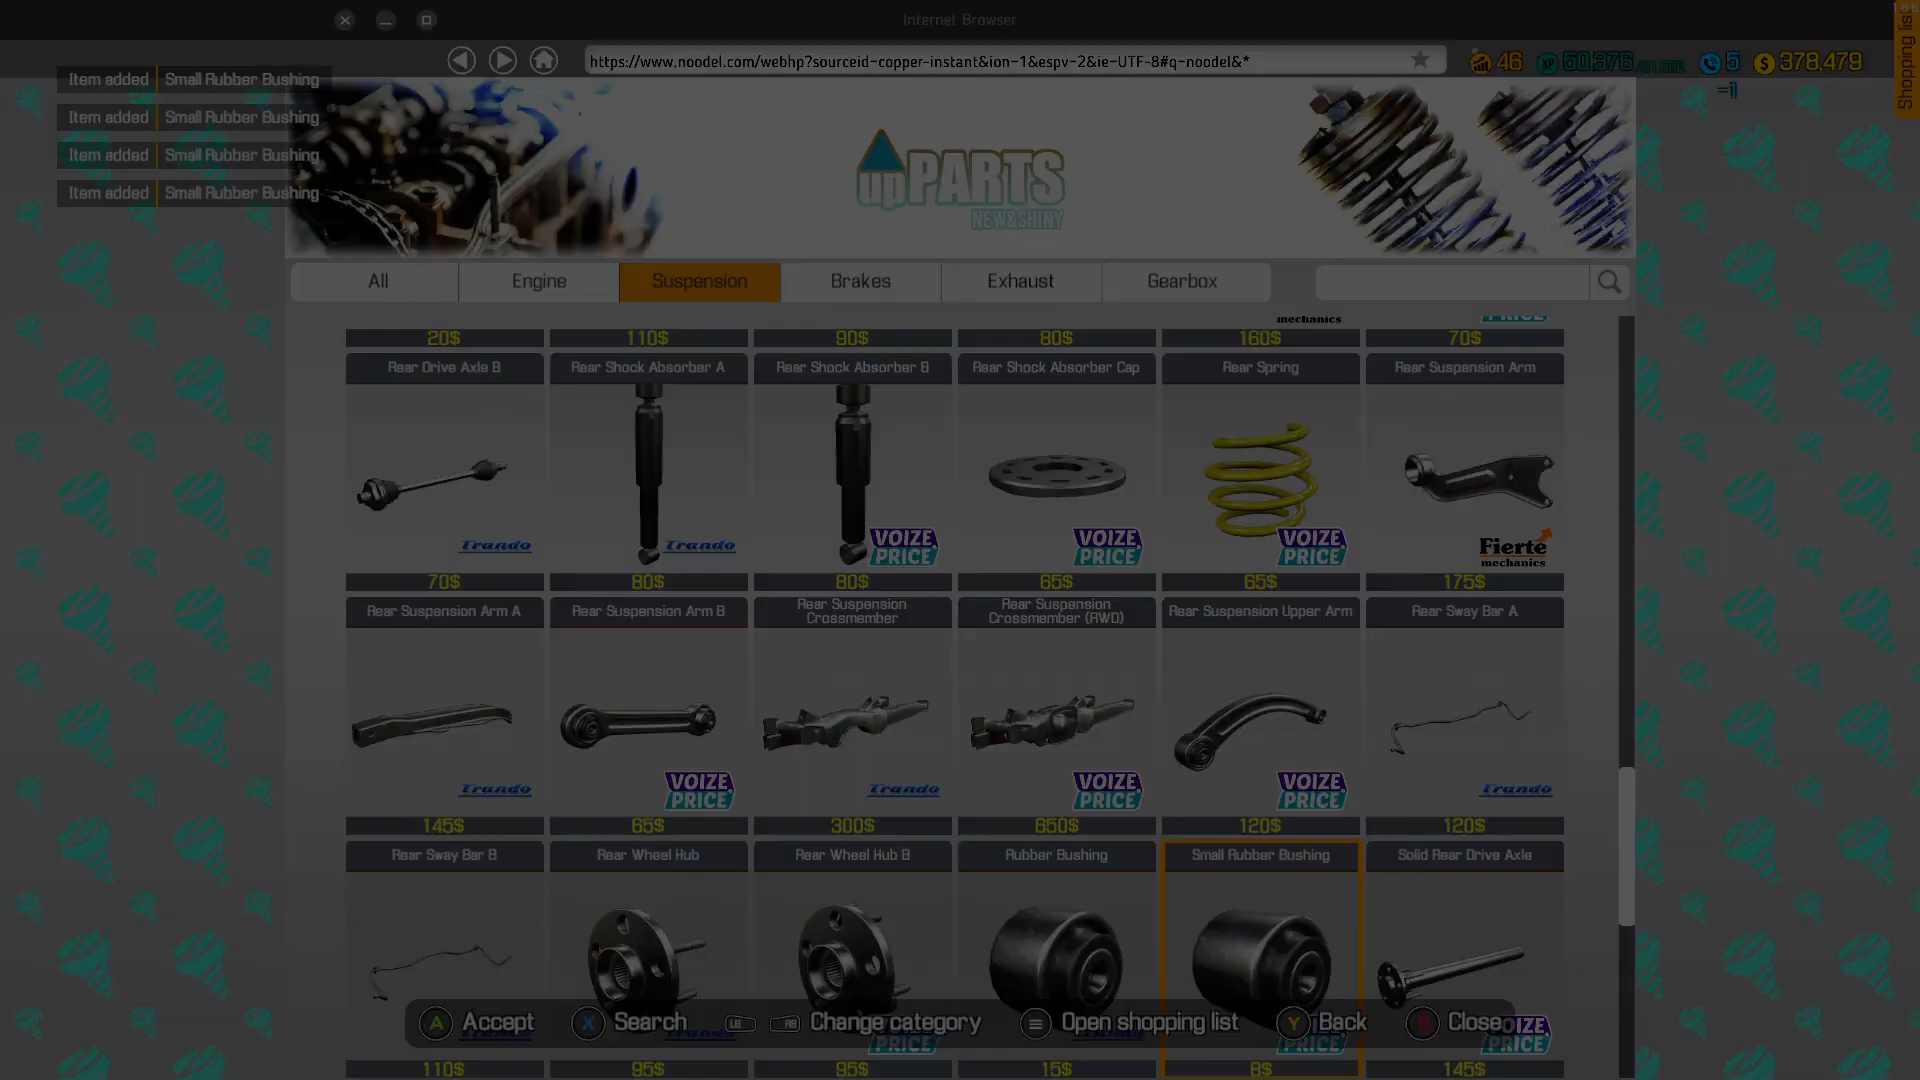 Internet Browser
https://www.noodel.com/webhp?sourceid-copper-instant&ion-1&espv-2&ie-UTF-8#q-noodel&*
46
XP 50,376
5
$ 378,479
Shopping list
Item added Small Rubber Bushing
Item added Small Rubber Bushing
Item added Small Rubber Bushing
Item added Small Rubber Bushing
upPARTS
NEW&SHINY
All Engine Suspension Brakes Exhaust Gearbox
mechanics
20$ 110$ 90$ 80$ 160$ 70$
Rear Drive Axle B Rear Shock Absorber A Rear Shock Absorber B Rear Shock Absorber Cap Rear Spring Rear Suspension Arm
Trando Trando VOIZE PRICE VOIZE PRICE VOIZE PRICE Fierte mechanics
70$ 80$ 80$ 65$ 65$ 175$
Rear Suspension Arm A Rear Suspension Arm B Rear Suspension Crossmember Rear Suspension Crossmember (RWD) Rear Suspension Upper Arm Rear Sway Bar A
Trando VOIZE PRICE Trando VOIZE PRICE VOIZE PRICE Trando
145$ 65$ 300$ 650$ 120$ 120$
Rear Sway Bar B Rear Wheel Hub Rear Wheel Hub B Rubber Bushing Small Rubber Bushing Solid Rear Drive Axle
A Accept X Search LB RB Change category Open shopping list Y Back B Close
PRICE PRICE VOIZE PRICE
110$ 95$ 95$ 15$ 8$ 145$